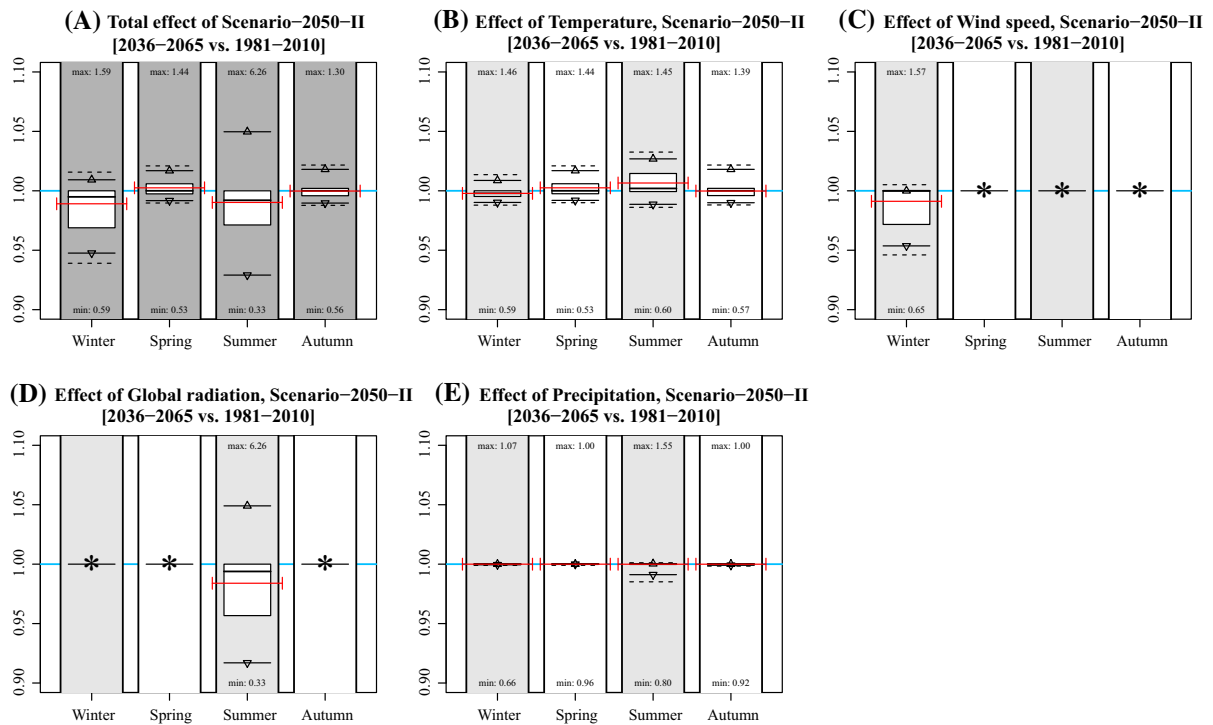 (A) Total effect of Scenario−2050−II
[2036−2065 vs. 1981−2010]
max: 1.59 max: 1.44 max: 6.26 max: 1.30
1.10
1.05
1.00
0.95
0.90
min: 0.59 min: 0.53 min: 0.33 min: 0.56
Winter Spring Summer Autumn
(B) Effect of Temperature, Scenario−2050−II
[2036−2065 vs. 1981−2010]
max: 1.46 max: 1.44 max: 1.45 max: 1.39
1.10
1.05
1.00
0.95
0.90
min: 0.59 min: 0.53 min: 0.60 min: 0.57
Winter Spring Summer Autumn
(C) Effect of Wind speed, Scenario−2050−II
[2036−2065 vs. 1981−2010]
max: 1.57
1.10
1.05
1.00
* * *
0.95
0.90
min: 0.65
Winter Spring Summer Autumn
(D) Effect of Global radiation, Scenario−2050−II
[2036−2065 vs. 1981−2010]
max: 6.26
1.10
1.05
1.00
* * *
0.95
0.90
min: 0.33
Winter Spring Summer Autumn
(E) Effect of Precipitation, Scenario−2050−II
[2036−2065 vs. 1981−2010]
max: 1.07 max: 1.00 max: 1.55 max: 1.00
1.10
1.05
1.00
0.95
0.90
min: 0.66 min: 0.96 min: 0.80 min: 0.92
Winter Spring Summer Autumn